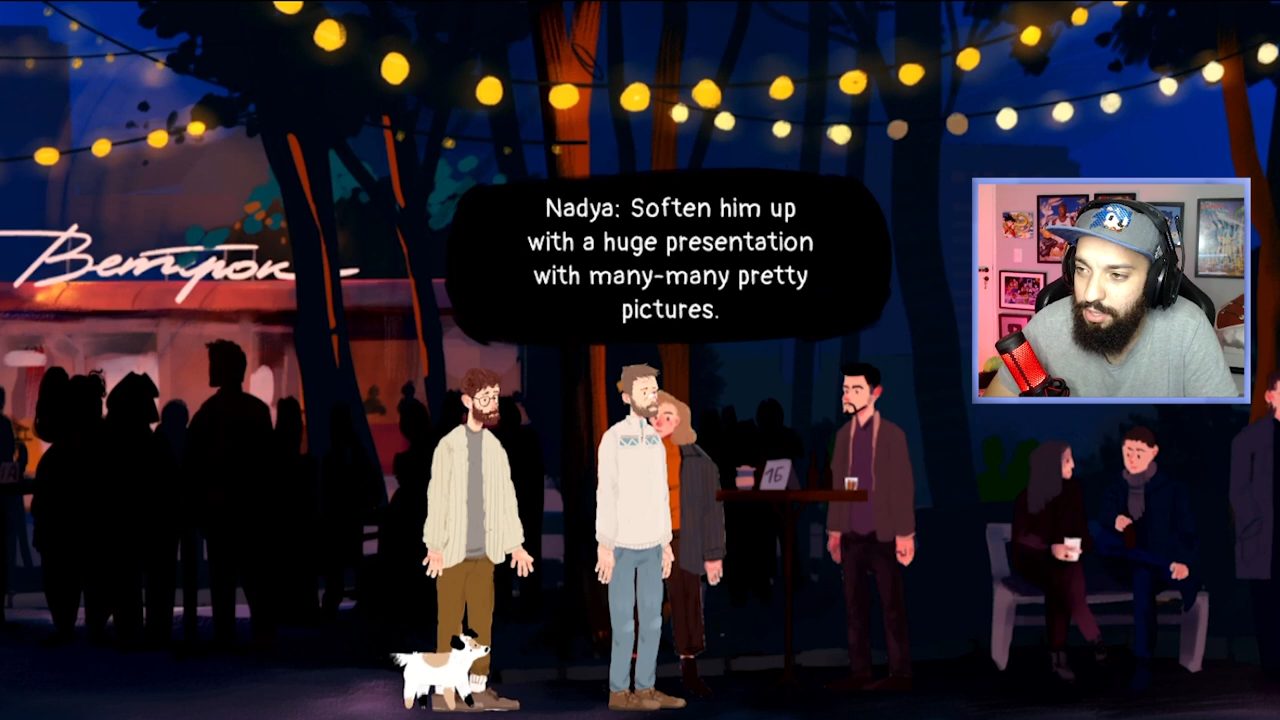 Nadya: Soften him up
with a huge presentation
with many-many pretty
pictures.
Ветерок
16